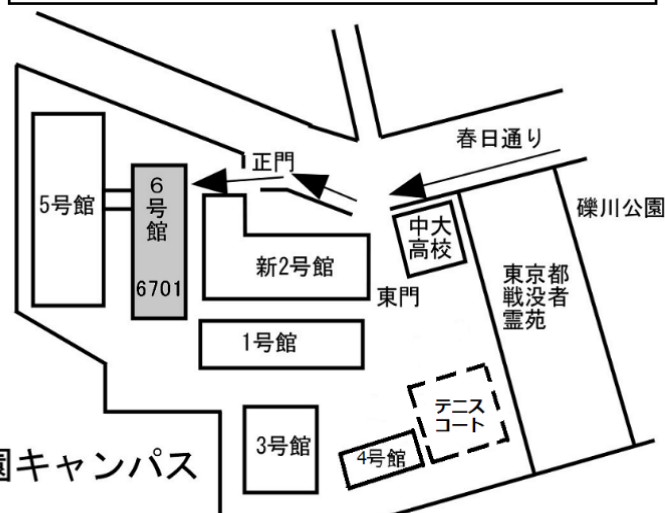 春日通り
正門
礫川公園
5号館
6
号
館
6701
中大
高校
新2号館
東門
東京都
戦没者
霊苑
1号館
テニス
コート
3号館
4号館
園キャンパス